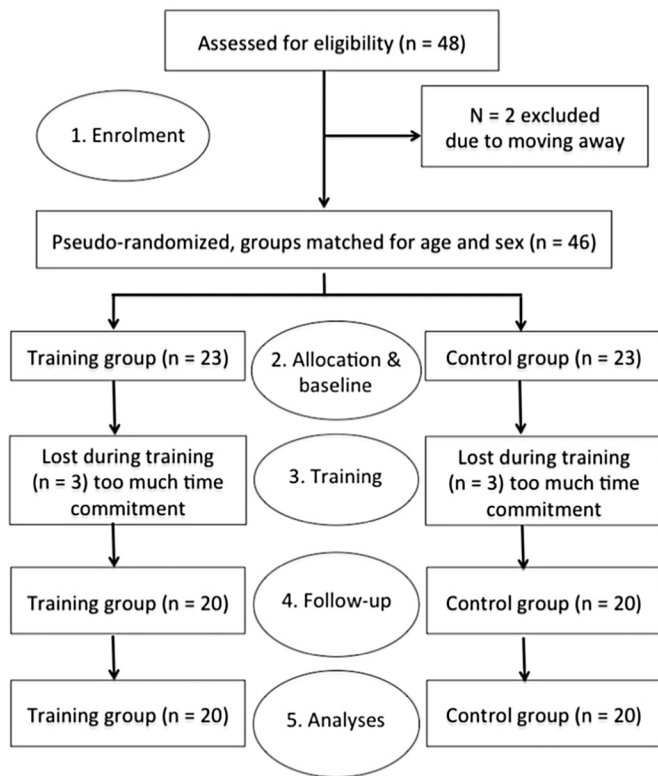 Assessed for eligibility (n = 48)
1. Enrolment
N = 2 excluded
due to moving away
Pseudo-randomized, groups matched for age and sex (n = 46)
Training group (n = 23)
2. Allocation &
baseline
Control group (n = 23)
Lost during training
(n = 3) too much time
commitment
3. Training
Lost during training
(n = 3) too much time
commitment
Training group (n = 20)
4. Follow-up
Control group (n = 20)
Training group (n = 20)
5. Analyses
Control group (n = 20)